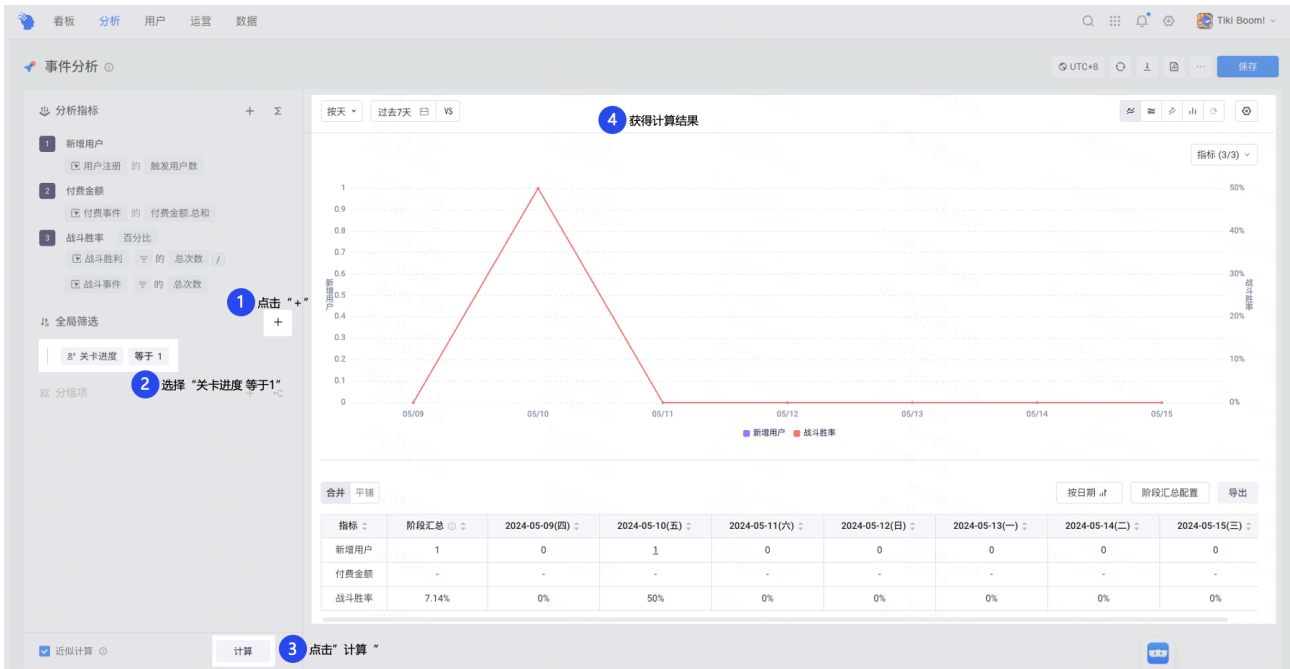 看板 分析 用户 运营 数据 Tiki Boom!
事件分析 UTC+8 保存
分析指标 + Σ
按天 过去7天 VS
4 获得计算结果
1 新增用户
用户注册 的 触发用户数
指标 (3/3)
2 付费金额
付费事件 的 付费金额.总和
3 战斗胜率 百分比
战斗胜利 的 总次数 /
战斗事件 的 总次数
1 点击“+“
全局筛选 +
关卡进度 等于 1
2 选择“关卡进度 等于1”
分组项 +
1 50%
0.9
0.8 40%
0.7
0.6 30%
0.5
0.4 20%
0.3
0.2 10%
0.1
0 0%
新增用户
战斗胜率
05/09 05/10 05/11 05/12 05/13 05/14 05/15
新增用户 战斗胜率
合并 平铺 按日期 阶段汇总配置 导出
指标 阶段汇总 2024-05-09(四) 2024-05-10(五) 2024-05-11(六) 2024-05-12(日) 2024-05-13(一) 2024-05-14(二) 2024-05-15(三)
新增用户 1 0 1 0 0 0 0 0
付费金额 - - - - - - - -
战斗胜率 7.14% 0% 50% 0% 0% 0% 0% 0%
近似计算 计算
3 点击”计算“